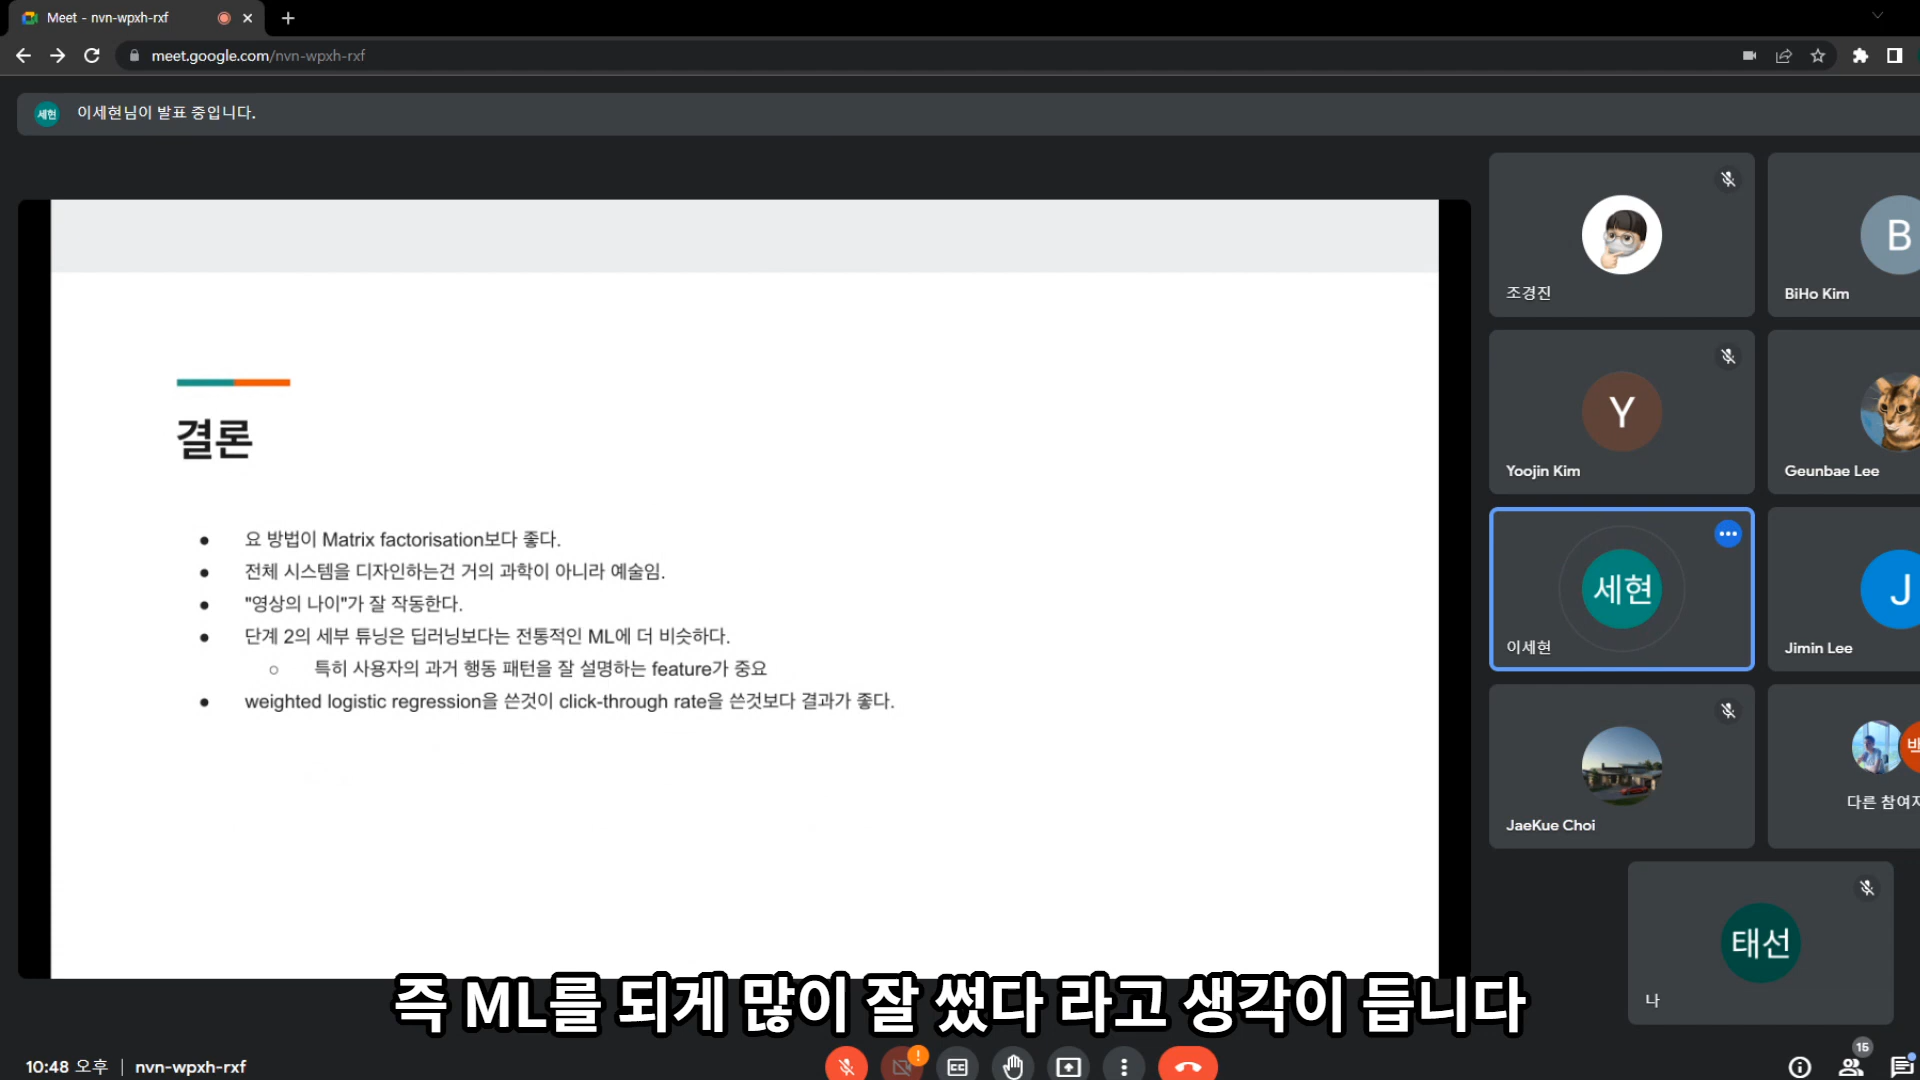 Meet - nvn-wpxh-rxf
meet.google.com/nvn-wpxh-rxf
세현
이세현님이 발표 중입니다.
결론
요 방법이 Matrix factorisation보다 좋다.
전체 시스템을 디자인하는건 거의 과학이 아니라 예술임.
"영상의 나이"가 잘 작동한다.
단계 2의 세부 튜닝은 딥러닝보다는 전통적인 ML에 더 비슷하다.
특히 사용자의 과거 행동 패턴을 잘 설명하는 feature가 중요
weighted logistic regression을 쓴것이 click-through rate을 쓴것보다 결과가 좋다.
조경진
B
BiHo Kim
Y
Yoojin Kim
Geunbae Lee
세현
이세현
J
Jimin Lee
JaeKue Choi
다른 참여자
태선
나
즉 ML를 되게 많이 잘 썼다 라고 생각이 듭니다
10:48 오후 | nvn-wpxh-rxf
CC
15